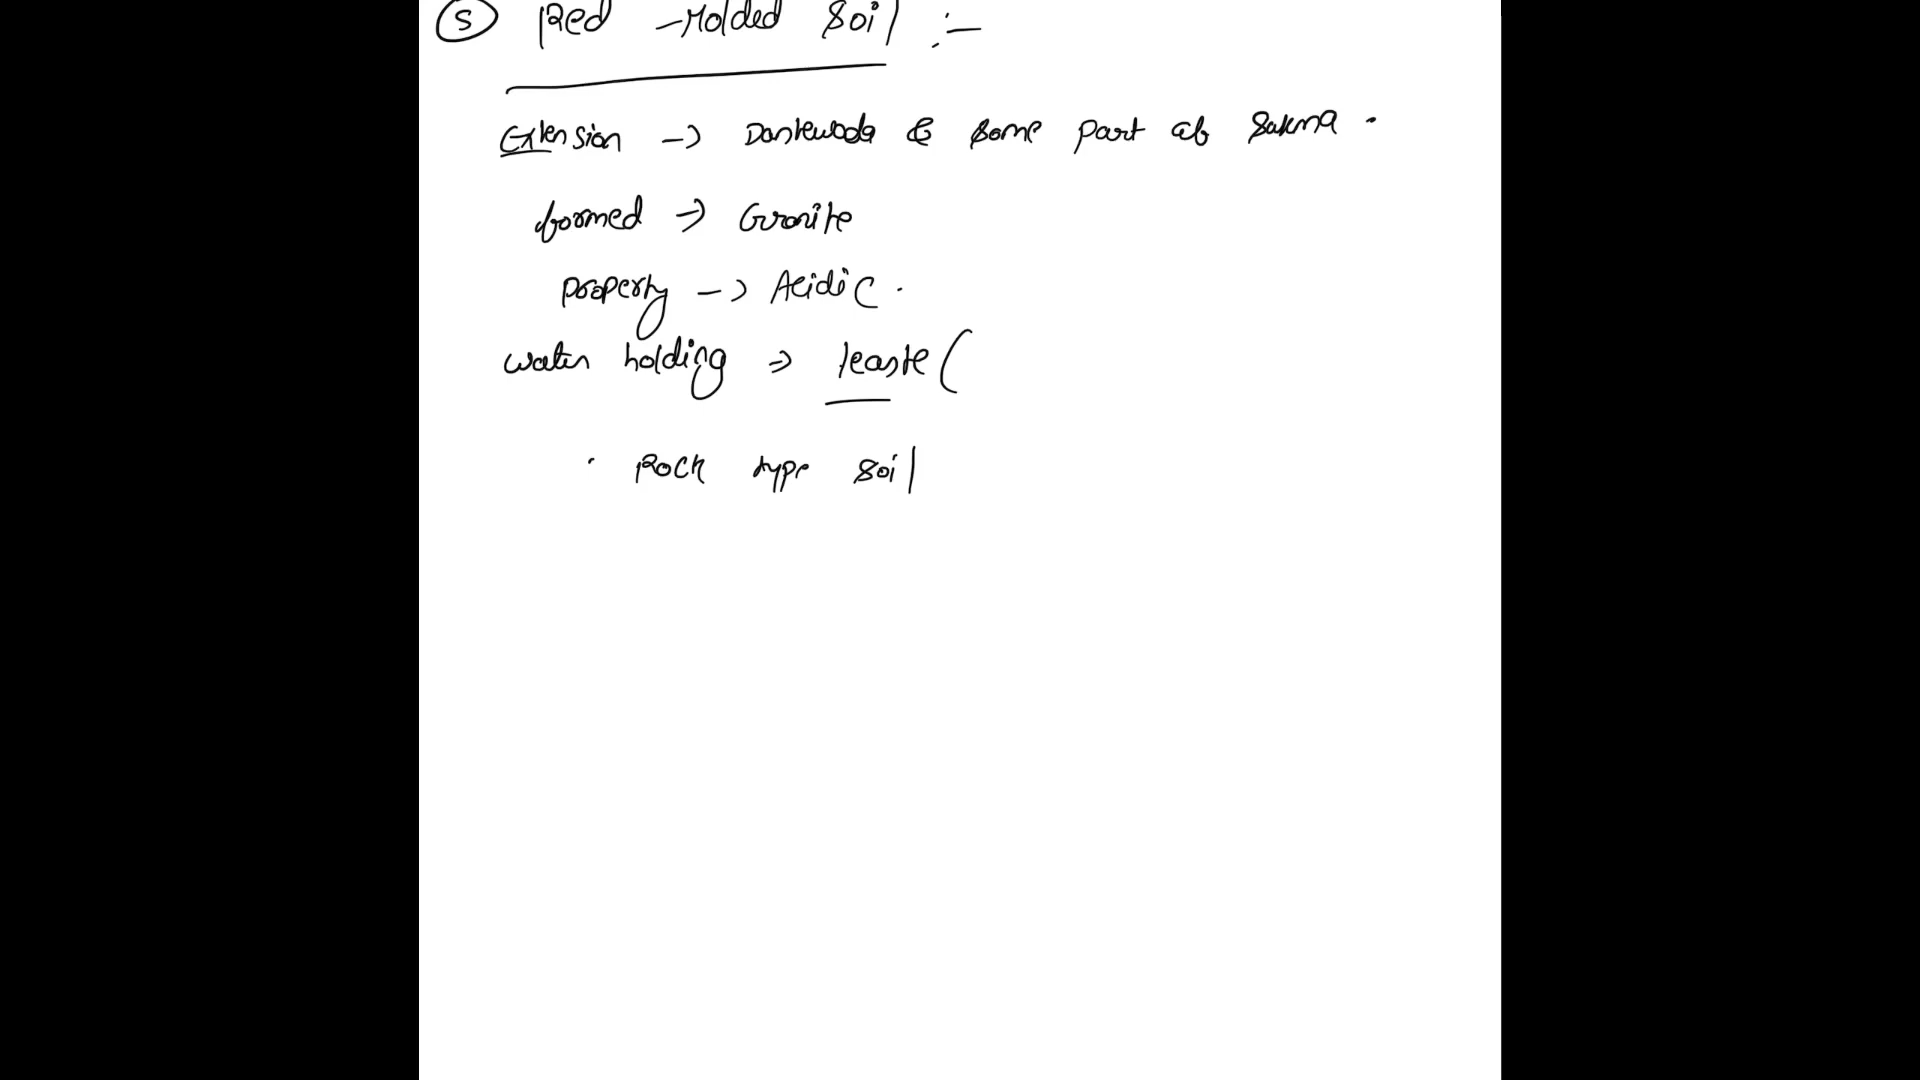 ⑤ Red -Molded Soil :-
Extension -> Dantewada & some part of Sukma .
formed -> Granite
property -> Acidic .
water holding => leaste (
· Rock type soil